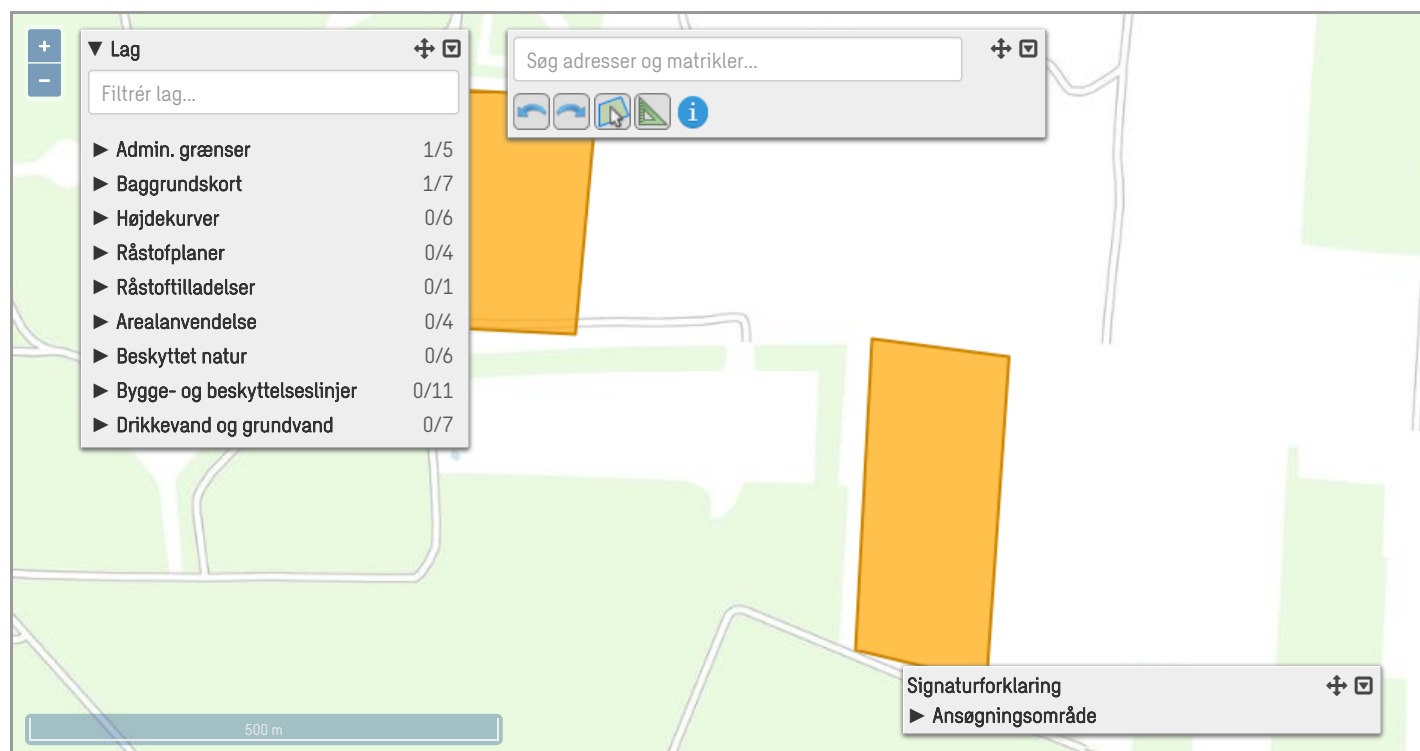 +
−
▼ Lag
Filtrér lag...
► Admin. grænser 1/5
► Baggrundskort 1/7
► Højdekurver 0/6
► Råstofplaner 0/4
► Råstoftilladelser 0/1
► Arealanvendelse 0/4
► Beskyttet natur 0/6
► Bygge- og beskyttelseslinjer 0/11
► Drikkevand og grundvand 0/7
Søg adresser og matrikler...
i
Signaturforklaring
► Ansøgningsområde
500 m